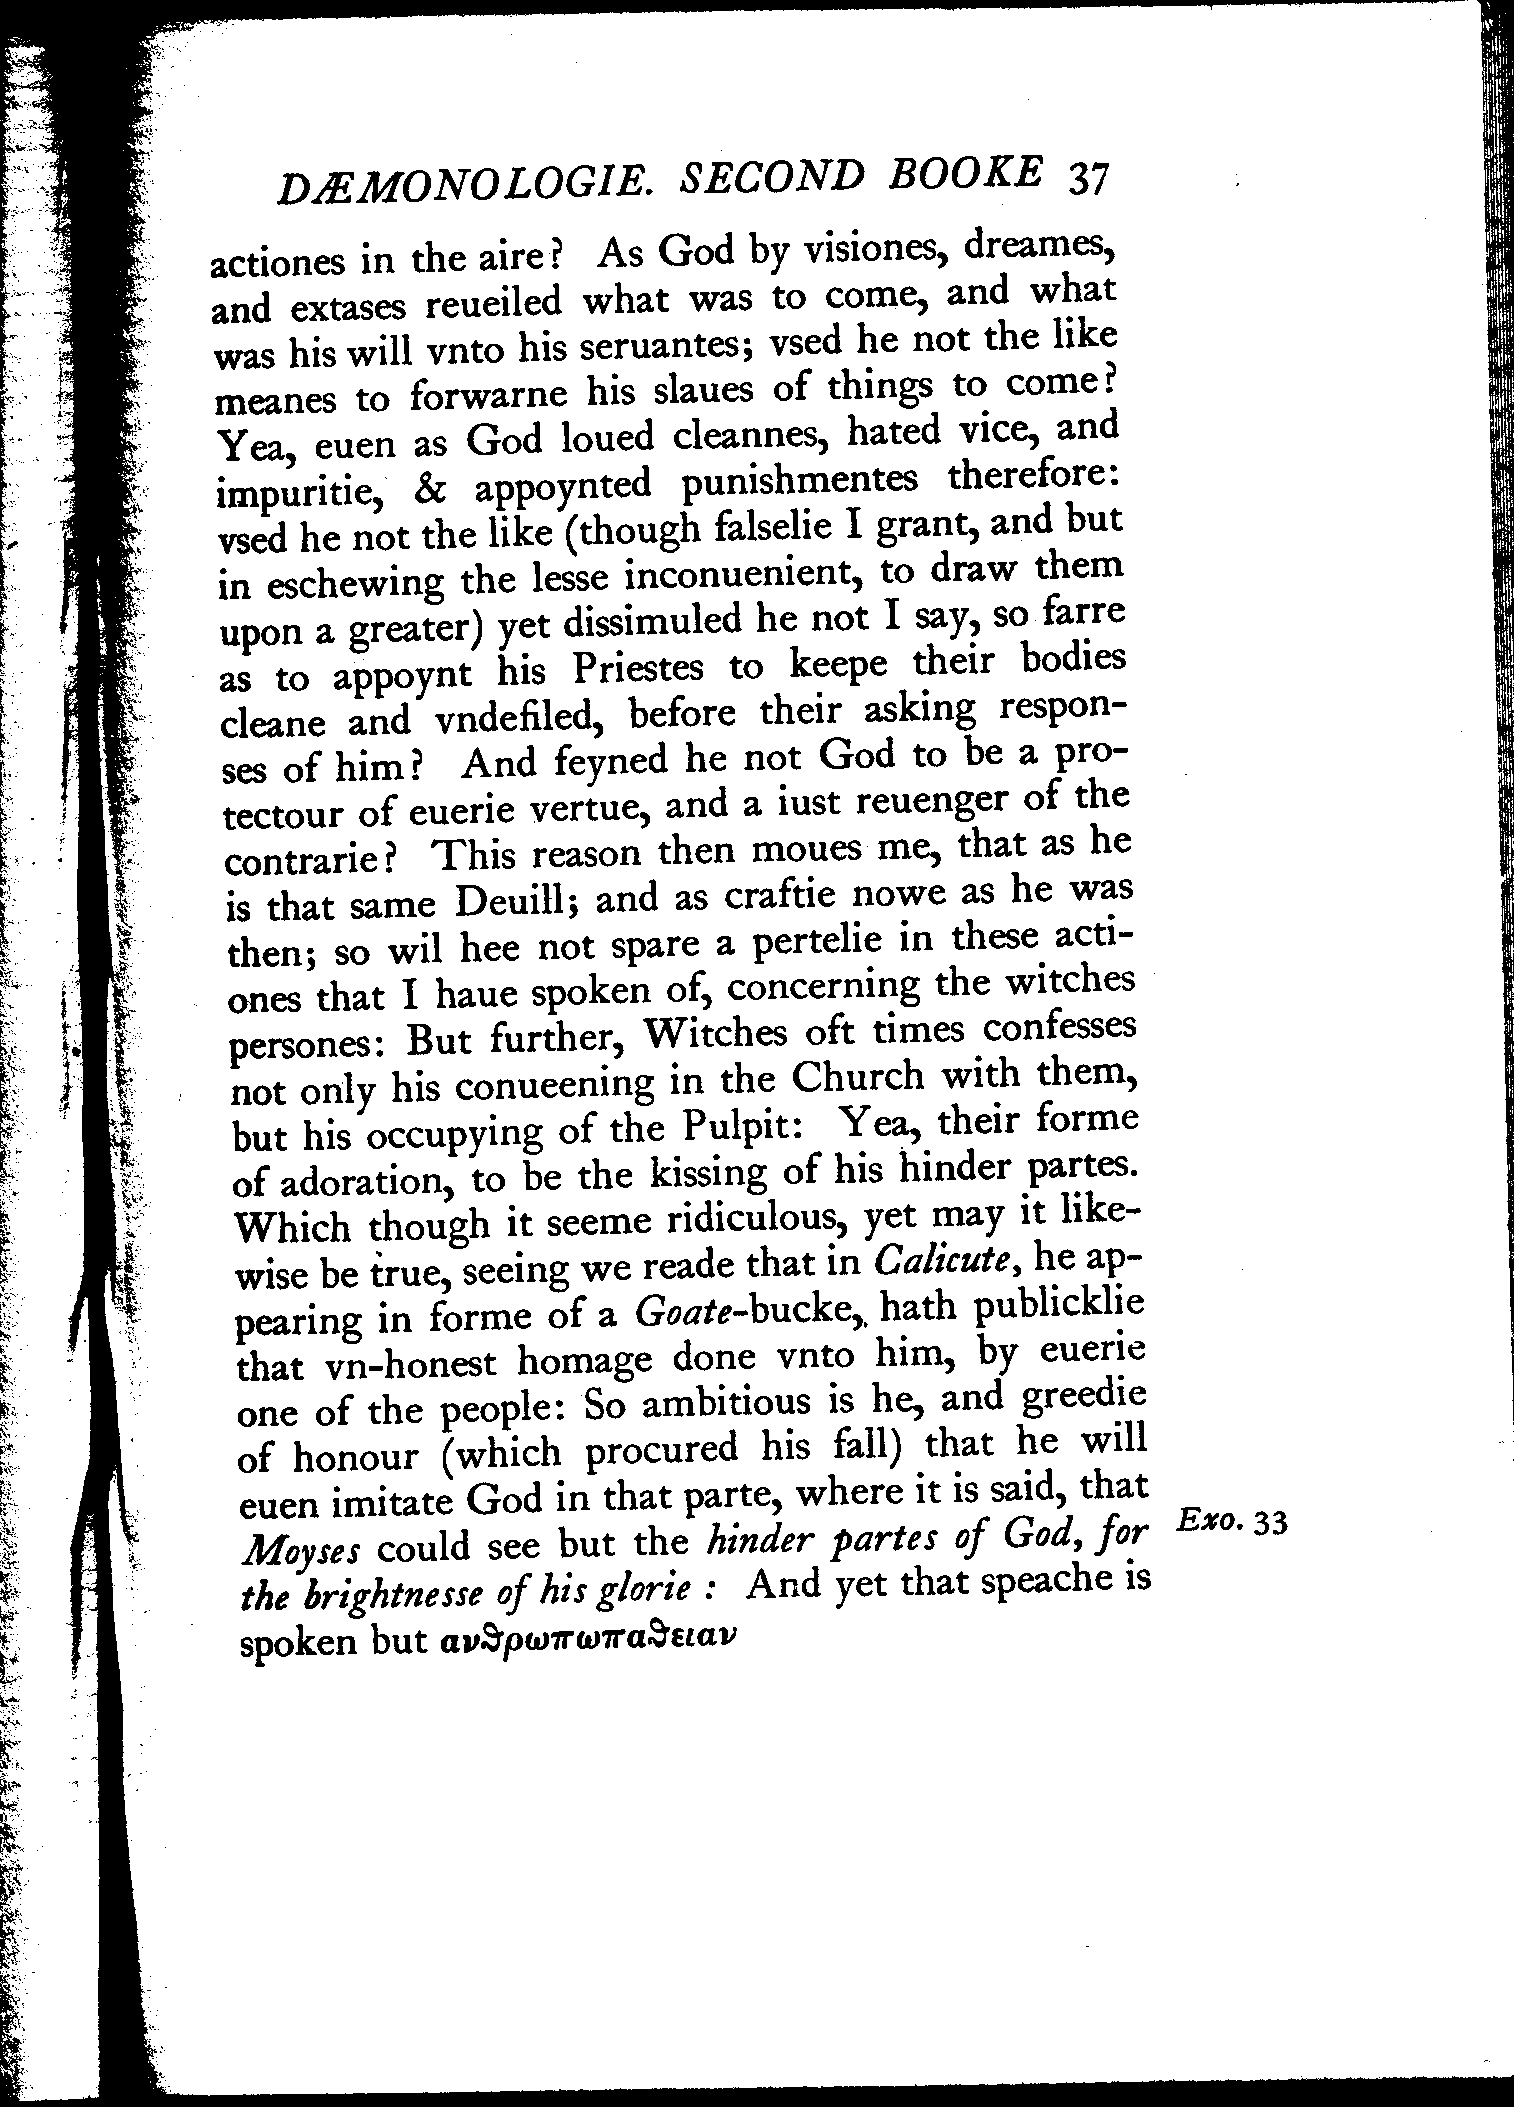 DÆMONOLOGIE. SECOND BOOKE 37
actiones in the aire? As God by visiones, dreames,
and extases reueiled what was to come, and what
was his will vnto his seruantes; vsed he not the like
meanes to forwarne his slaues of things to come?
Yea, euen as God loued cleannes, hated vice, and
impuritie, & appoynted punishmentes therefore:
vsed he not the like (though falselie I grant, and but
in eschewing the lesse inconuenient, to draw them
upon a greater) yet dissimuled he not I say, so farre
as to appoynt his Priestes to keepe their bodies
cleane and vndefiled, before their asking respon-
ses of him? And feyned he not God to be a pro-
tectour of euerie vertue, and a iust reuenger of the
contrarie? This reason then moues me, that as he
is that same Deuill; and as craftie nowe as he was
then; so wil hee not spare a pertelie in these acti-
ones that I haue spoken of, concerning the witches
persones: But further, Witches oft times confesses
not only his conueening in the Church with them,
but his occupying of the Pulpit: Yea, their forme
of adoration, to be the kissing of his hinder partes.
Which though it seeme ridiculous, yet may it like-
wise be true, seeing we reade that in Calicute, he ap-
pearing in forme of a Goate-bucke, hath publicklie
that vn-honest homage done vnto him, by euerie
one of the people: So ambitious is he, and greedie
of honour (which procured his fall) that he will
euen imitate God in that parte, where it is said, that
Moyses could see but the hinder partes of God, for
the brightnesse of his glorie: And yet that speache is
spoken but ανϑρωπωπαϑειαν
Exo. 33